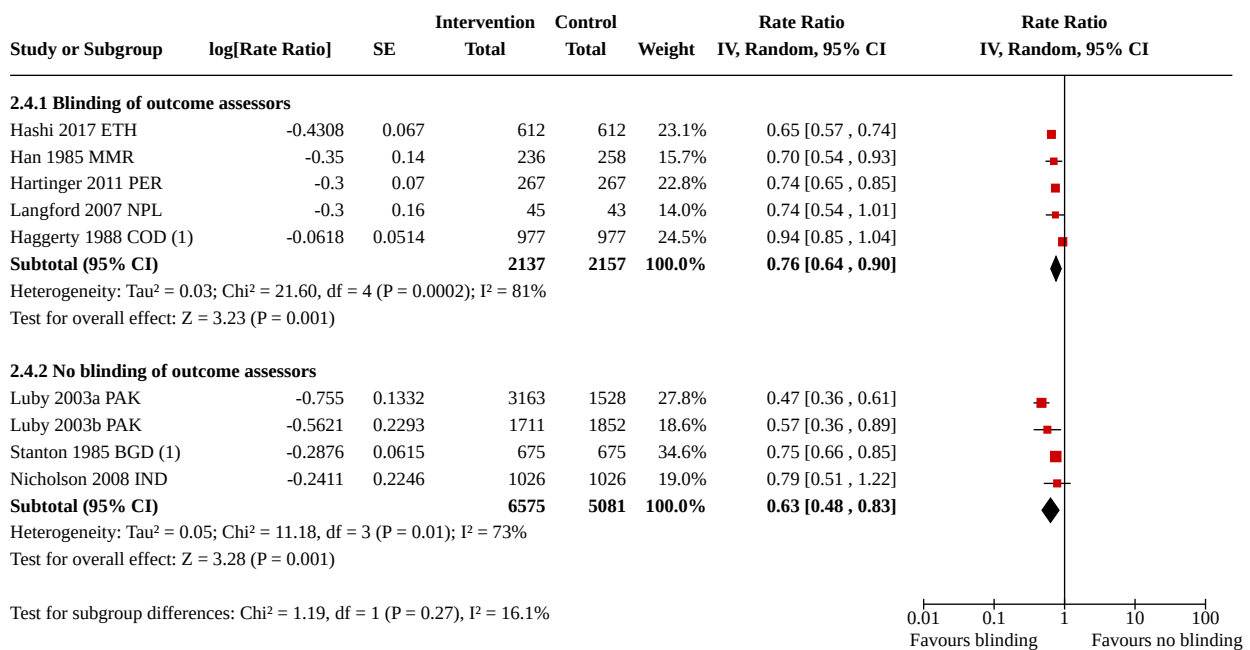 Intervention Control Rate Ratio Rate Ratio
Study or Subgroup log[Rate Ratio] SE Total Total Weight IV, Random, 95% CI IV, Random, 95% CI
2.4.1 Blinding of outcome assessors
Hashi 2017 ETH -0.4308 0.067 612 612 23.1% 0.65 [0.57 , 0.74]
Han 1985 MMR -0.35 0.14 236 258 15.7% 0.70 [0.54 , 0.93]
Hartinger 2011 PER -0.3 0.07 267 267 22.8% 0.74 [0.65 , 0.85]
Langford 2007 NPL -0.3 0.16 45 43 14.0% 0.74 [0.54 , 1.01]
Haggerty 1988 COD (1) -0.0618 0.0514 977 977 24.5% 0.94 [0.85 , 1.04]
Subtotal (95% CI) 2137 2157 100.0% 0.76 [0.64 , 0.90]
Heterogeneity: Tau² = 0.03; Chi² = 21.60, df = 4 (P = 0.0002); I² = 81%
Test for overall effect: Z = 3.23 (P = 0.001)
2.4.2 No blinding of outcome assessors
Luby 2003a PAK -0.755 0.1332 3163 1528 27.8% 0.47 [0.36 , 0.61]
Luby 2003b PAK -0.5621 0.2293 1711 1852 18.6% 0.57 [0.36 , 0.89]
Stanton 1985 BGD (1) -0.2876 0.0615 675 675 34.6% 0.75 [0.66 , 0.85]
Nicholson 2008 IND -0.2411 0.2246 1026 1026 19.0% 0.79 [0.51 , 1.22]
Subtotal (95% CI) 6575 5081 100.0% 0.63 [0.48 , 0.83]
Heterogeneity: Tau² = 0.05; Chi² = 11.18, df = 3 (P = 0.01); I² = 73%
Test for overall effect: Z = 3.28 (P = 0.001)
Test for subgroup differences: Chi² = 1.19, df = 1 (P = 0.27), I² = 16.1%
0.01 0.1 1 10 100
Favours blinding Favours no blinding